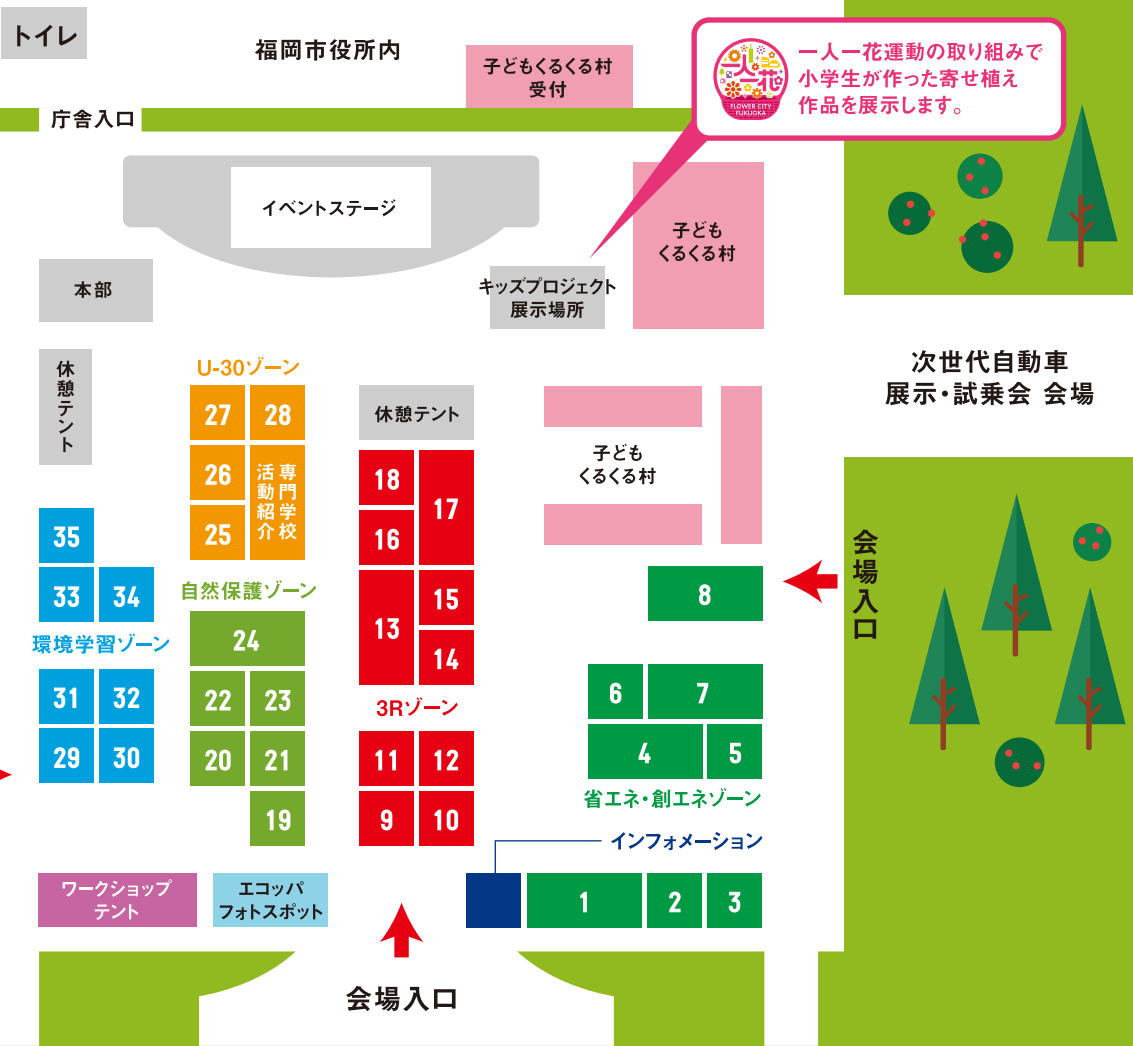 トイレ
福岡市役所内
子どもくるくる村
受付
一人一花
FLOWER CITY
FUKUOKA
一人一花運動の取り組みで
小学生が作った寄せ植え
作品を展示します。
庁舎入口
イベントステージ
子ども
くるくる村
本部
キッズプロジェクト
展示場所
休憩テント
U-30ゾーン
27
28
26
25
専門学校
活動紹介
休憩テント
18
17
16
13
15
14
3Rゾーン
11
12
9
10
子ども
くるくる村
次世代自動車
展示・試乗会 会場
会場入口
35
33
34
環境学習ゾーン
31
32
29
30
自然保護ゾーン
24
22
23
20
21
19
8
6
7
4
5
省エネ・創エネゾーン
インフォメーション
1
2
3
ワークショップ
テント
エコッパ
フォトスポット
会場入口